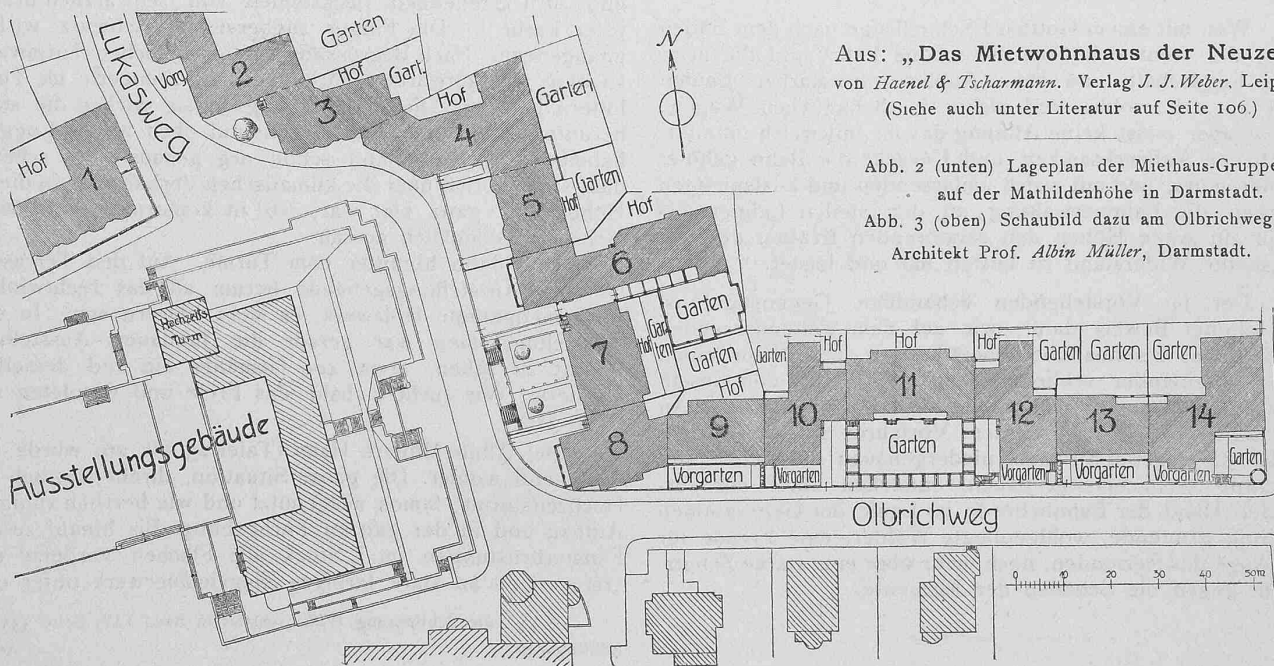 Aus: „Das Mietwohnhaus der Neuze
von Haenel & Tscharmann. Verlag J. J. Weber, Leip
(Siehe auch unter Literatur auf Seite 106.)
Abb. 2 (unten) Lageplan der Miethaus-Gruppe
auf der Mathildenhöhe in Darmstadt.
Abb. 3 (oben) Schaubild dazu am Olbrichweg
Architekt Prof. Albin Müller, Darmstadt.
N
Lukasweg
Garten
Vorg.
2
Hof
Gart.
3
Hof
4
Garten
Hof
1
5
Hof
Garten
6
Garten
7
Hof
Garten
Garten
Hof
Hochzeits
Turm
Ausstellungsgebäude
8
9
Garten
10
Hof
Hof
11
Hof
12
Garten
Garten
Garten
13
14
Vorgarten
Vorgarten
Garten
Vorgarten
Vorgarten
Vorgarten
Garten
Olbrichweg
0 10 20 30 40 50m